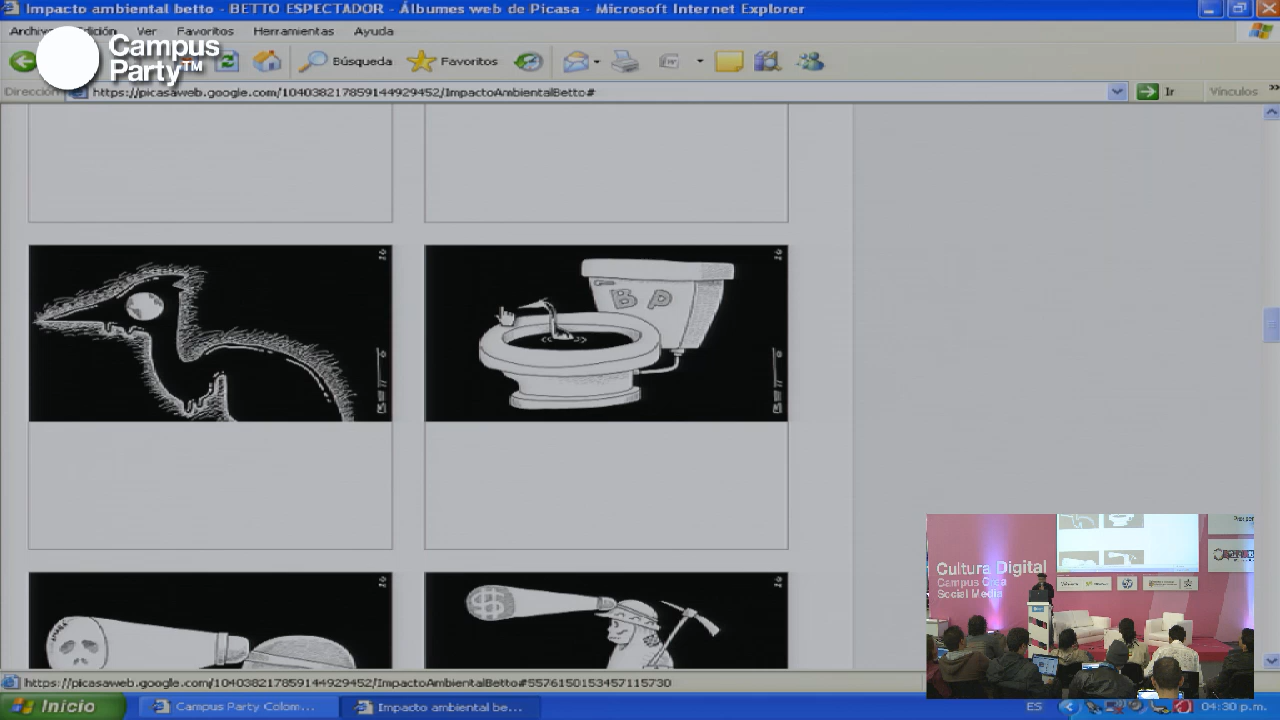 Impacto ambiental betto - BETTO ESPECTADOR - Álbumes web de Picasa - Microsoft Internet Explorer
Ver Favoritos Herramientas Ayuda
Campus
Party™
Búsqueda Favoritos
Dirección https://picasaweb.google.com/104038217859144929452/ImpactoAmbientalBetto# Ir Vínculos
B P
$
Cultura Digital
Campus Crea
Social Media
https://picasaweb.google.com/104038217859144929452/ImpactoAmbientalBetto#5576150153457115730
Inicio Campus Party Colom... Impacto ambiental be... ES 04:30 p.m.